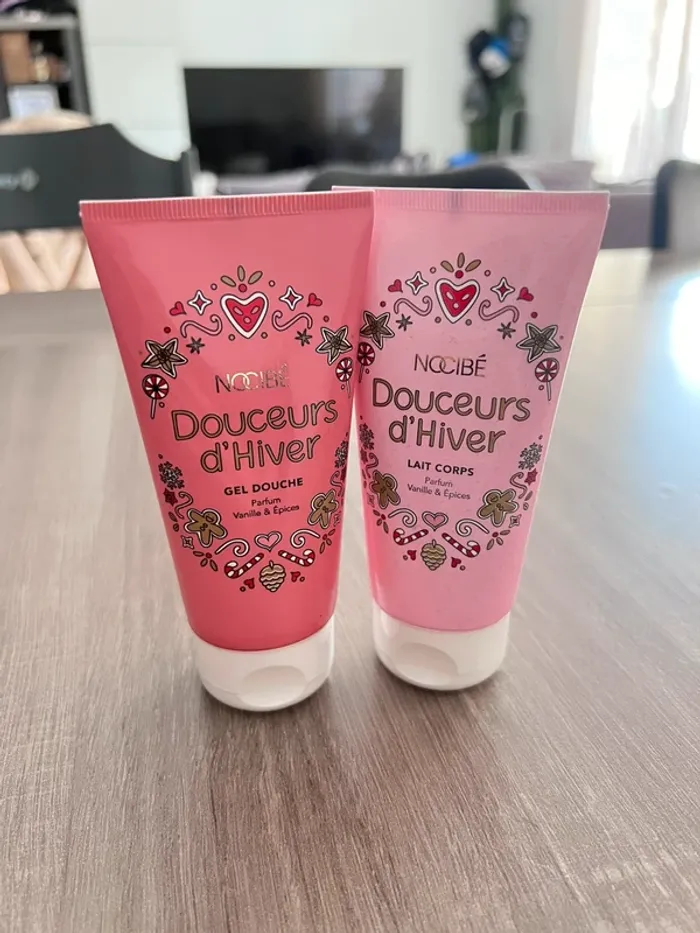 NOCIBÉ
Douceurs
d'Hiver
GEL DOUCHE
Parfum
Vanille & Épices
NOCIBÉ
Douceurs
d'Hiver
LAIT CORPS
Parfum
Vanille & Épices